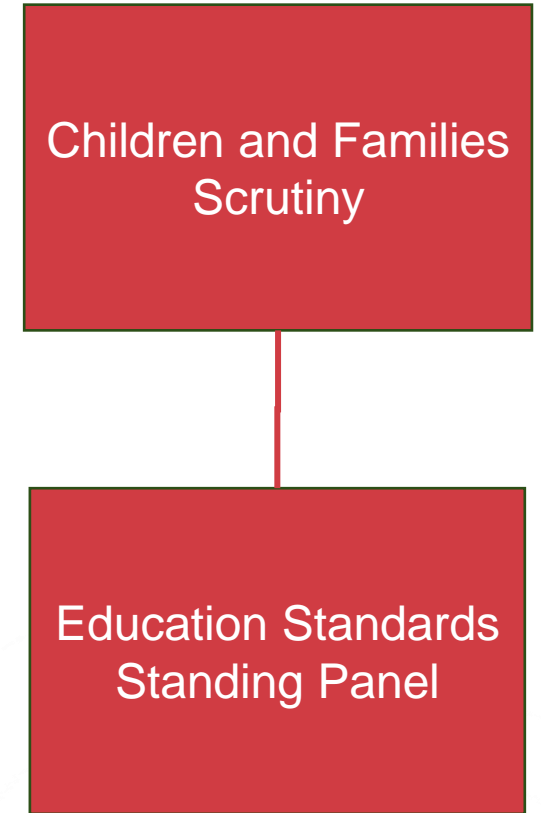 Children and Families
Scrutiny
Education Standards
Standing Panel